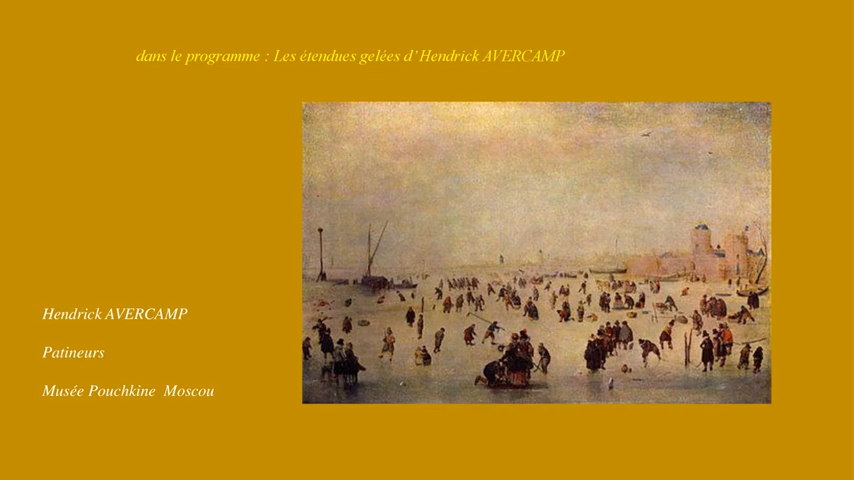 dans le programme : Les étendues gelées d’Hendrick AVERCAMP
Hendrick AVERCAMP
Patineurs
Musée Pouchkine Moscou